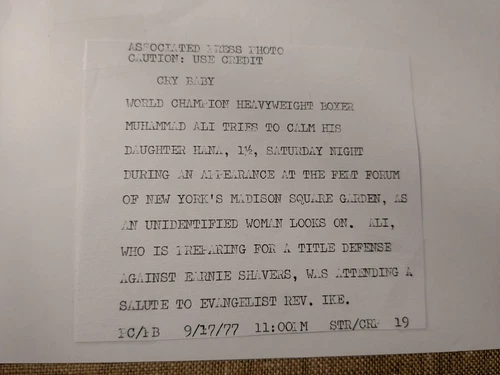 ASSOCIATED PRESS PHOTO
CAUTION: USE CREDIT
CRY BABY
WORLD CHAMPION HEAVYWEIGHT BOXER
MUHAMMAD ALI TRIES TO CALM HIS
DAUGHTER HANA, 1½, SATURDAY NIGHT
DURING AN APPEARANCE AT THE FELT FORUM
OF NEW YORK'S MADISON SQUARE GARDEN, AS
AN UNIDENTIFIED WOMAN LOOKS ON. ALI,
WHO IS PREPARING FOR A TITLE DEFENSE
AGAINST EARNIE SHAVERS, WAS ATTENDING A
SALUTE TO EVANGELIST REV. IKE.
PC/PB 9/17/77 11:00PM STR/CRP 19